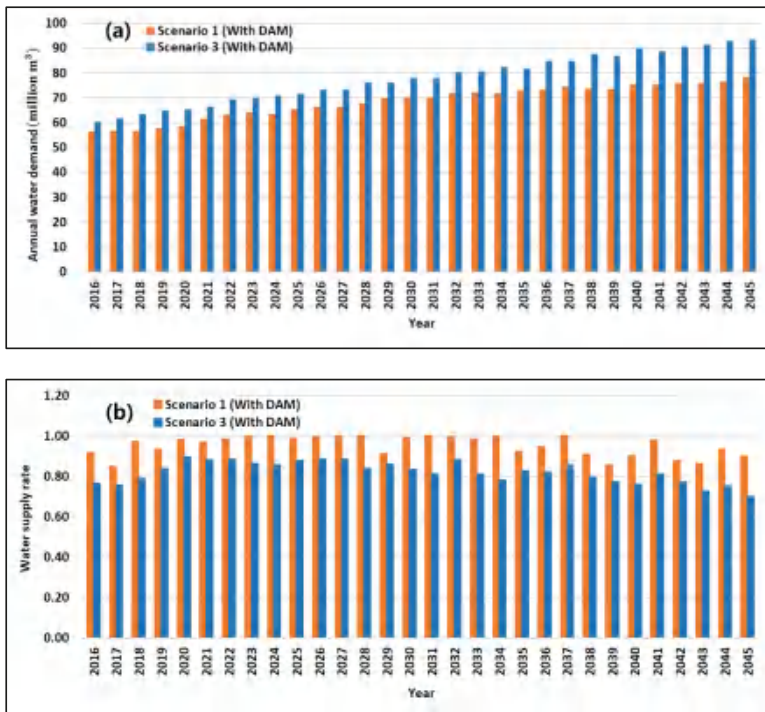 (a)
Scenario 1 (With DAM)
Scenario 3 (With DAM)
Annual water demand (million m³)
100
90
80
70
60
50
40
30
20
10
0
2016 2017 2018 2019 2020 2021 2022 2023 2024 2025 2026 2027 2028 2029 2030 2031 2032 2033 2034 2035 2036 2037 2038 2039 2040 2041 2042 2043 2044 2045
Year
(b)
Scenario 1 (With DAM)
Scenario 3 (With DAM)
Water supply rate
1.20
1.00
0.80
0.60
0.40
0.20
0.00
2016 2017 2018 2019 2020 2021 2022 2023 2024 2025 2026 2027 2028 2029 2030 2031 2032 2033 2034 2035 2036 2037 2038 2039 2040 2041 2042 2043 2044 2045
Year